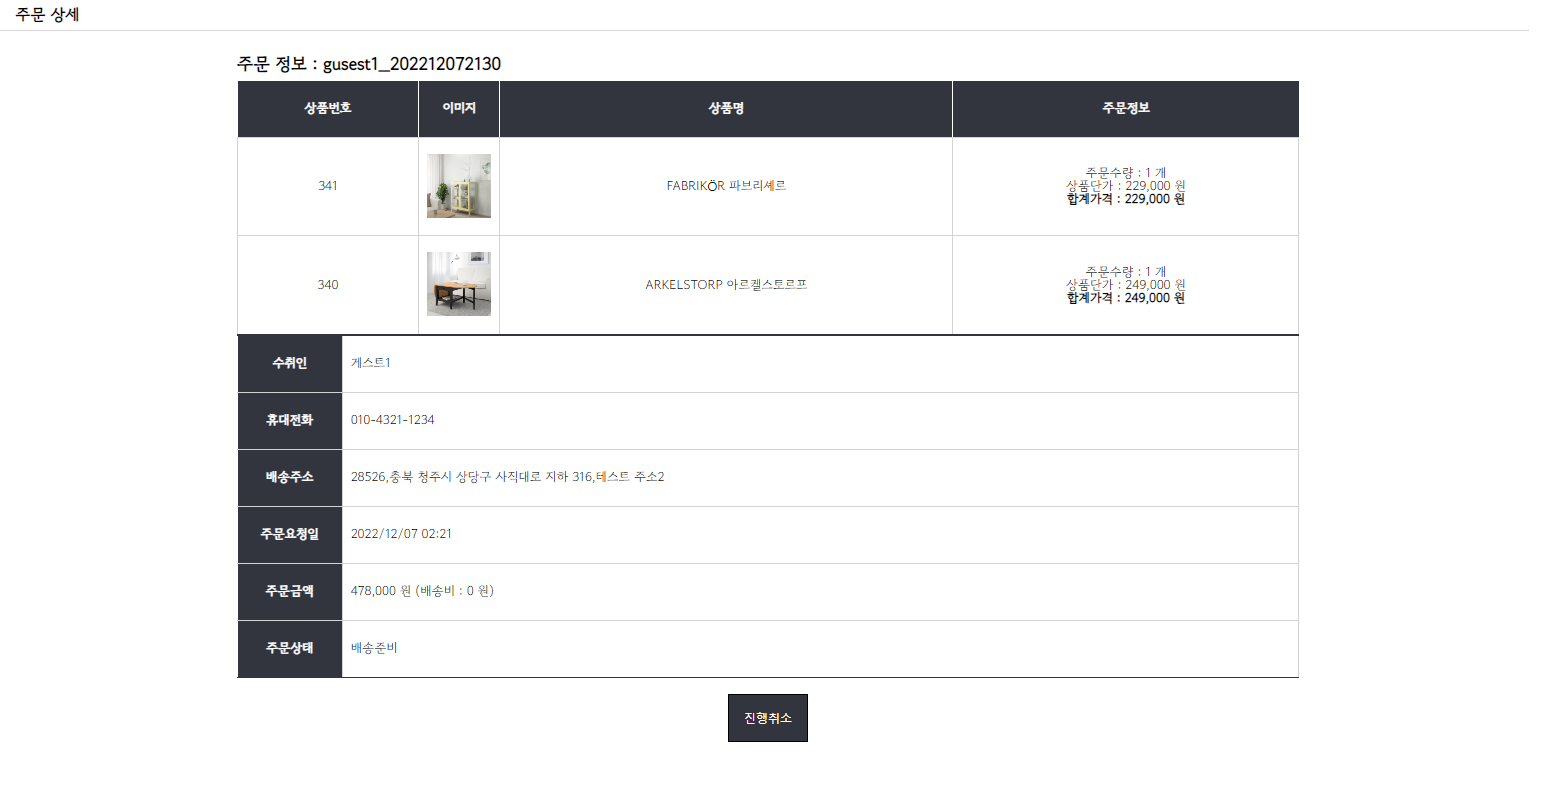 주문 상세
주문 정보 : gusest1_202212072130
상품번호 이미지 상품명 주문정보
341 FABRIKÖR 파브리셰르
주문수량 : 1 개
상품단가 : 229,000 원
합계가격 : 229,000 원
340 ARKELSTORP 아르켈스토르프
주문수량 : 1 개
상품단가 : 249,000 원
합계가격 : 249,000 원
수취인 게스트1
휴대전화 010-4321-1234
배송주소 28526,충북 청주시 상당구 사직대로 지하 316,테스트 주소2
주문요청일 2022/12/07 02:21
주문금액 478,000 원 (배송비 : 0 원)
주문상태 배송준비
진행취소